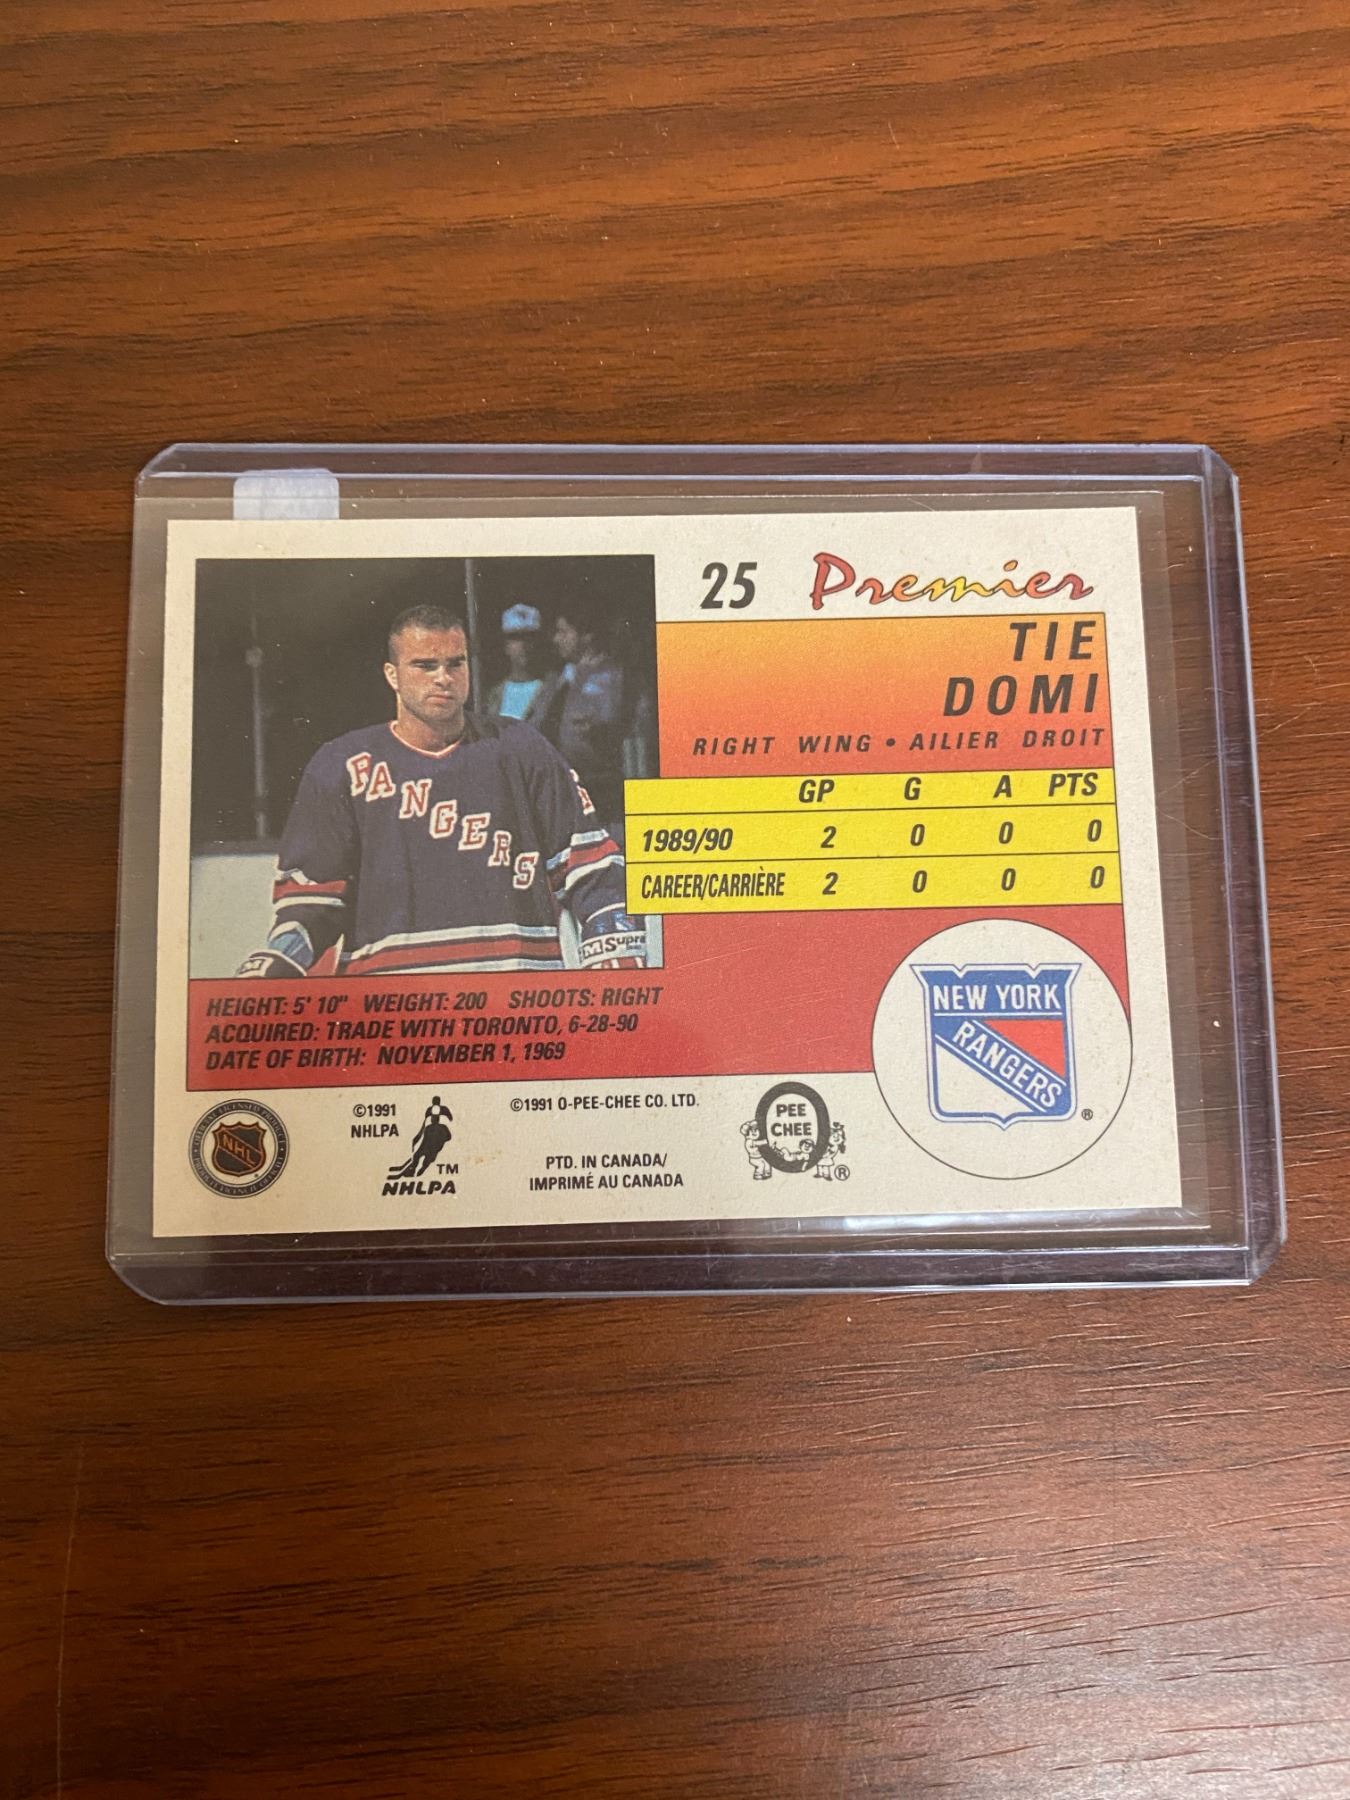 25 Premier
TIE
DOMI
RIGHT WING • AILIER DROIT
GP G A PTS
1989/90 2 0 0 0
CAREER/CARRIÈRE 2 0 0 0
RANGERS
M Supra
M
HEIGHT: 5' 10" WEIGHT: 200 SHOOTS: RIGHT
ACQUIRED: TRADE WITH TORONTO, 6-28-90
DATE OF BIRTH: NOVEMBER 1, 1969
NEW YORK
RANGERS
®
NHL
©1991
NHLPA
TM
NHLPA
©1991 O-PEE-CHEE CO. LTD.
PTD. IN CANADA/
IMPRIMÉ AU CANADA
O
PEE
CHEE
®